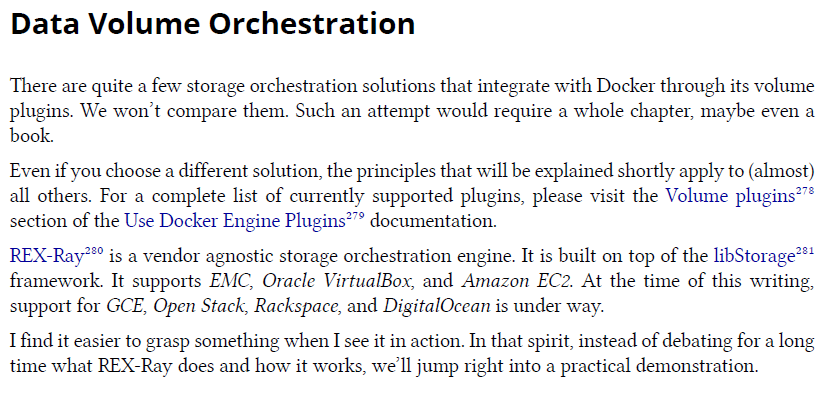 Data Volume Orchestration
There are quite a few storage orchestration solutions that integrate with Docker through its volume
plugins. We won’t compare them. Such an attempt would require a whole chapter, maybe even a
book.
Even if you choose a different solution, the principles that will be explained shortly apply to (almost)
all others. For a complete list of currently supported plugins, please visit the Volume plugins²⁷⁸
section of the Use Docker Engine Plugins²⁷⁹ documentation.
REX-Ray²⁸⁰ is a vendor agnostic storage orchestration engine. It is built on top of the libStorage²⁸¹
framework. It supports EMC, Oracle VirtualBox, and Amazon EC2. At the time of this writing,
support for GCE, Open Stack, Rackspace, and DigitalOcean is under way.
I find it easier to grasp something when I see it in action. In that spirit, instead of debating for a long
time what REX-Ray does and how it works, we’ll jump right into a practical demonstration.